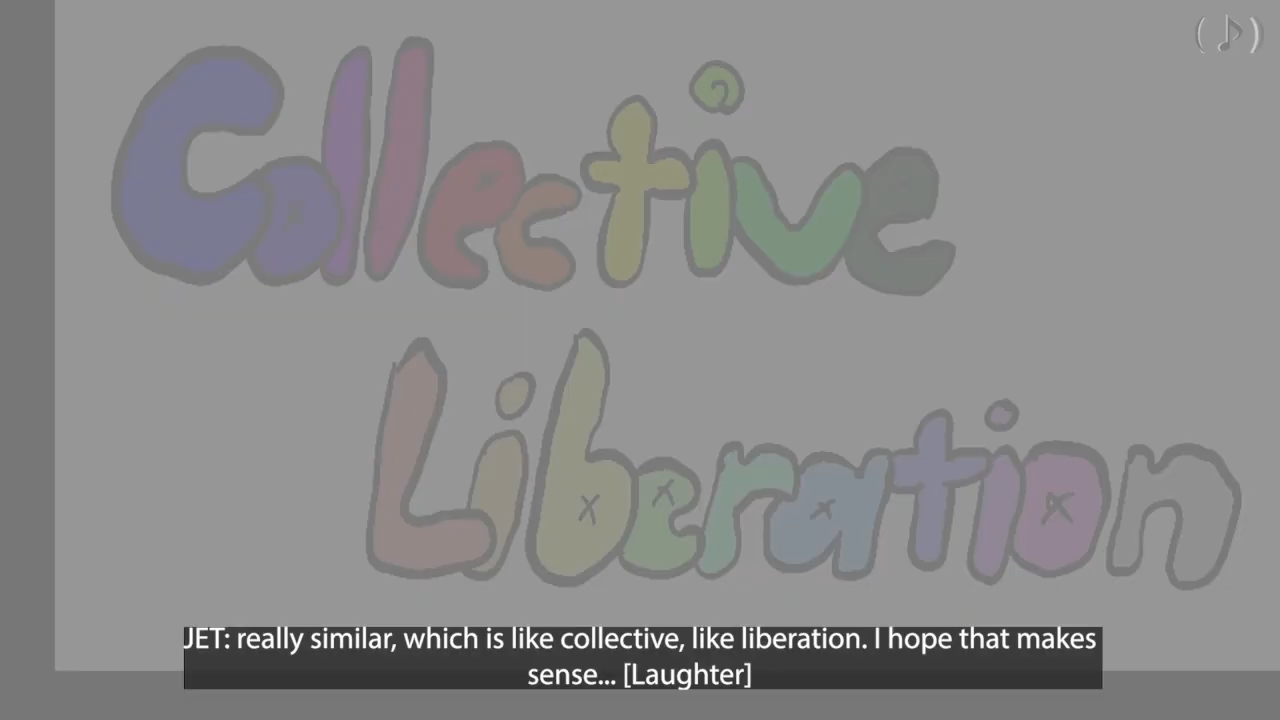 Collective
Liberation
JET: really similar, which is like collective, like liberation. I hope that makes
sense... [Laughter]